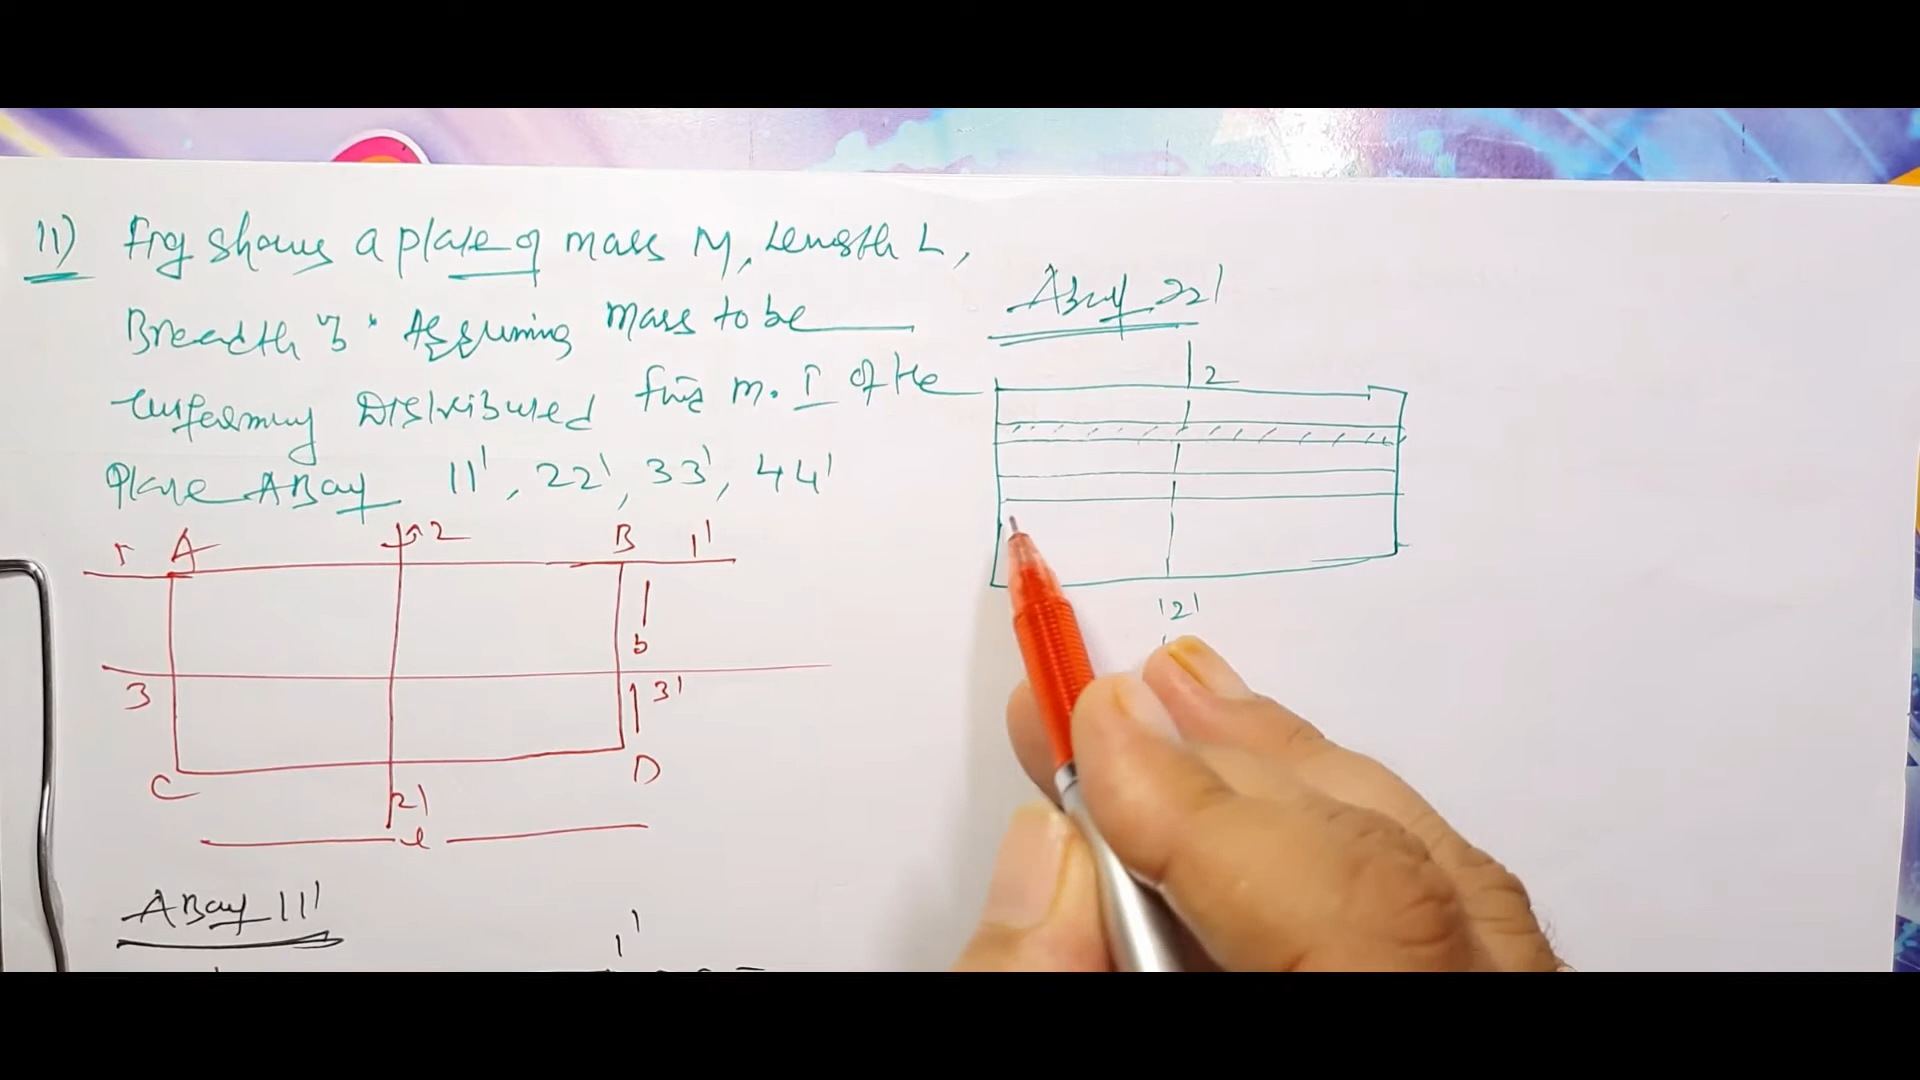 11) Fig shows a plate of mass M, Length L,
Breadth 'b'. Assuming mass to be
uniformly Distributed find M. I of the
Plane About 11', 22', 33', 44'
1 A 2 B 1'
b
3 3'
C D
2'
l
About 11'
1'
About 22'
2
2'